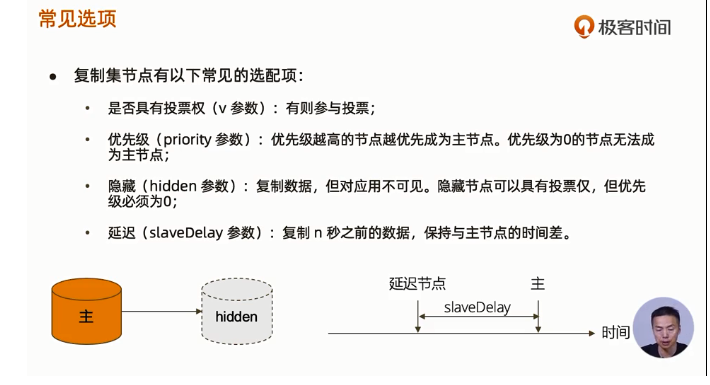 常见选项
极客时间
● 复制集节点有以下常见的选配项：
• 是否具有投票权（v 参数）：有则参与投票；
• 优先级（priority 参数）：优先级越高的节点越优先成为主节点。优先级为0的节点无法成
为主节点；
• 隐藏（hidden 参数）：复制数据，但对应用不可见。隐藏节点可以具有投票仅，但优先
级必须为0；
• 延迟（slaveDelay 参数）：复制 n 秒之前的数据，保持与主节点的时间差。
主
hidden
延迟节点
主
slaveDelay
时间